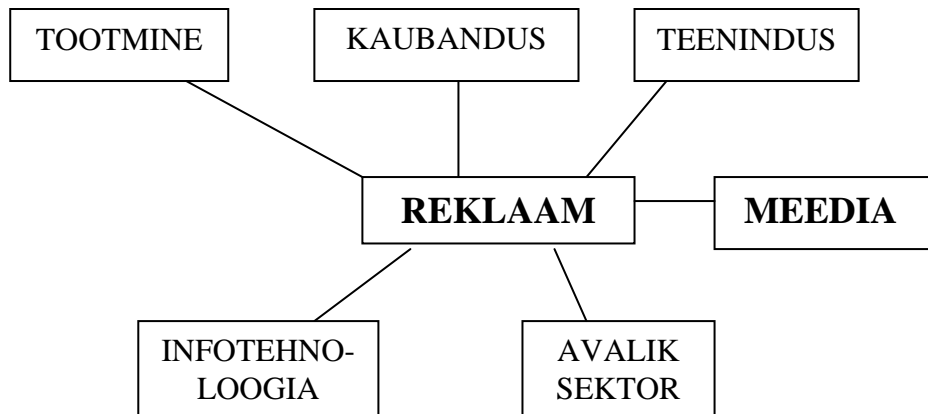 TOOTMINE
KAUBANDUS
TEENINDUS
REKLAAM
MEEDIA
INFOTEHNO-
LOOGIA
AVALIK
SEKTOR